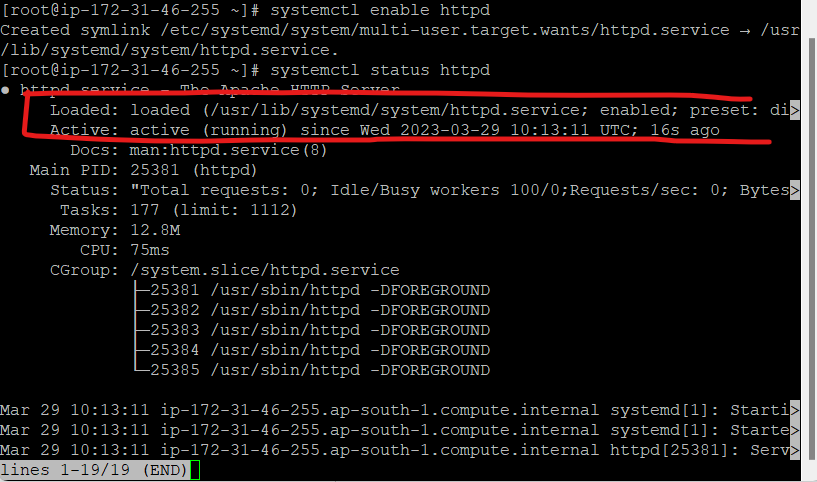 [root@ip-172-31-46-255 ~]# systemctl enable httpd
Created symlink /etc/systemd/system/multi-user.target.wants/httpd.service → /usr
/lib/systemd/system/httpd.service.
[root@ip-172-31-46-255 ~]# systemctl status httpd
● httpd.service - The Apache HTTP Server
     Loaded: loaded (/usr/lib/systemd/system/httpd.service; enabled; preset: di>
     Active: active (running) since Wed 2023-03-29 10:13:11 UTC; 16s ago
       Docs: man:httpd.service(8)
   Main PID: 25381 (httpd)
     Status: "Total requests: 0; Idle/Busy workers 100/0;Requests/sec: 0; Bytes>
      Tasks: 177 (limit: 1112)
     Memory: 12.8M
        CPU: 75ms
     CGroup: /system.slice/httpd.service
             ├─25381 /usr/sbin/httpd -DFOREGROUND
             ├─25382 /usr/sbin/httpd -DFOREGROUND
             ├─25383 /usr/sbin/httpd -DFOREGROUND
             ├─25384 /usr/sbin/httpd -DFOREGROUND
             └─25385 /usr/sbin/httpd -DFOREGROUND

Mar 29 10:13:11 ip-172-31-46-255.ap-south-1.compute.internal systemd[1]: Starti>
Mar 29 10:13:11 ip-172-31-46-255.ap-south-1.compute.internal systemd[1]: Starte>
Mar 29 10:13:11 ip-172-31-46-255.ap-south-1.compute.internal httpd[25381]: Serv>
lines 1-19/19 (END)